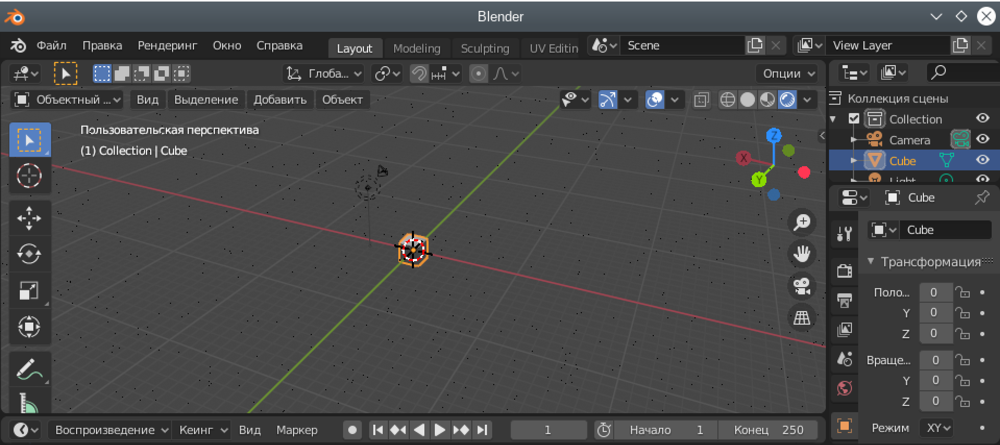 Blender
Файл Правка Рендеринг Окно Справка Layout Modeling Sculpting UV Editin Scene View Layer
Глоба... Опции
Объектный ... Вид Выделение Добавить Объект
Коллекция сцены
Пользовательская перспектива
(1) Collection | Cube
Collection
Camera
Cube
Light
Z
X
Y
Cube
Cube
Трансформация
Поло... 0
Y 0
Z 0
Враще... 0
Y 0
Z 0
Режим XY
Воспроизведение Кеинг Вид Маркер 1 Начало 1 Конец 250